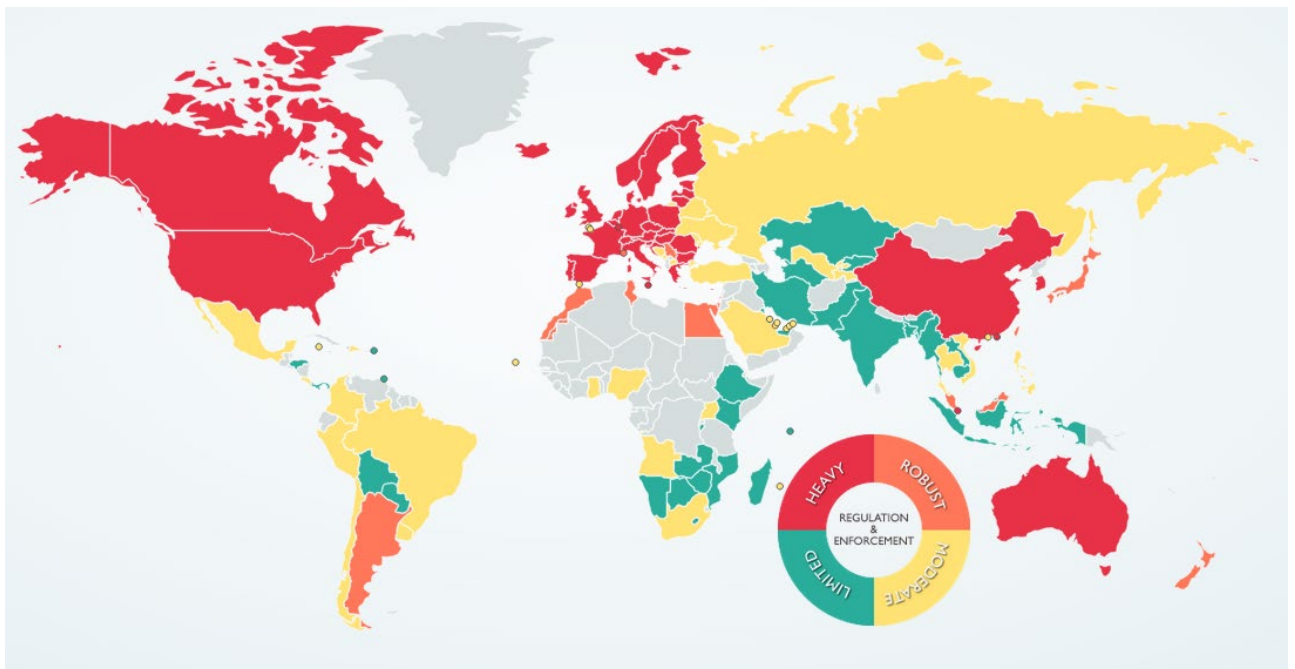 HEAVY
ROBUST
REGULATION
&
ENFORCEMENT
LIMITED
MODERATE